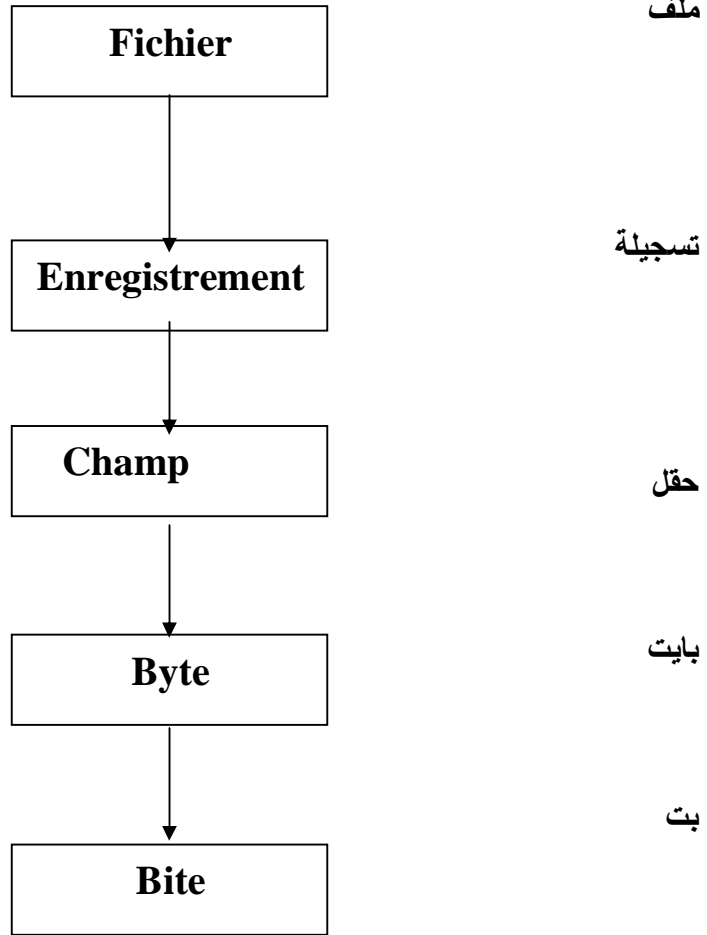 ملف
Fichier
تسجيلة
Enregistrement
Champ
حقل
بايت
Byte
بت
Bite